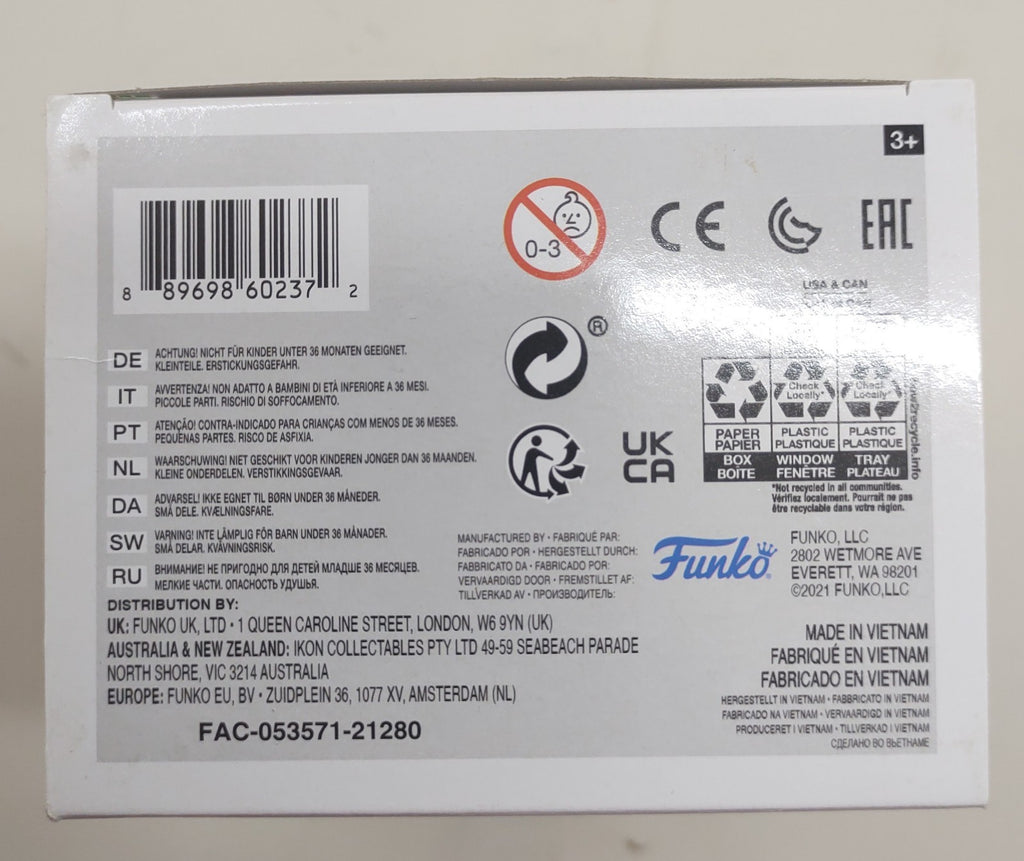 3+
8 89698 60237 2
0-3
CE
EAC
USA & CAN
®
DE ACHTUNG! NICHT FÜR KINDER UNTER 36 MONATEN GEEIGNET.
KLEINTEILE. ERSTICKUNGSGEFAHR.
IT AVVERTENZA! NON ADATTO A BAMBINI DI ETÀ INFERIORE A 36 MESI.
PICCOLE PARTI. RISCHIO DI SOFFOCAMENTO.
PT ATENÇÃO! CONTRA-INDICADO PARA CRIANÇAS COM MENOS DE 36 MESES.
PEQUENAS PARTES. RISCO DE ASFIXIA.
NL WAARSCHUWING! NIET GESCHIKT VOOR KINDEREN JONGER DAN 36 MAANDEN.
KLEINE ONDERDELEN. VERSTIKKINGSGEVAAR.
DA ADVARSEL! IKKE EGNET TIL BØRN UNDER 36 MÅNEDER.
SMÅ DELE. KVÆLNINGSFARE.
SW VARNING! INTE LÄMPLIG FÖR BARN UNDER 36 MÅNADER.
SMÅ DELAR. KVÄVNINGSRISK.
RU ВНИМАНИЕ! НЕ ПРИГОДНО ДЛЯ ДЕТЕЙ МЛАДШЕ 36 МЕСЯЦЕВ.
МЕЛКИЕ ЧАСТИ. ОПАСНОСТЬ УДУШЬЯ.
UK
CA
Check Locally* Check Locally*
PAPER PAPIER PLASTIC PLASTIQUE PLASTIC PLASTIQUE
BOX BOÎTE WINDOW FENÊTRE TRAY PLATEAU
how2recycle.info
*Not recycled in all communities.
Vérifiez localement. Pourrait ne pas
être recyclable dans votre région.
MANUFACTURED BY • FABRIQUÉ PAR:
FABRICADO POR • HERGESTELLT DURCH:
FABBRICATO DA • FABRICADO POR:
VERVAARDIGD DOOR • FREMSTILLET AF:
TILLVERKAD AV • ПРОИЗВОДИТЕЛЬ:
Funko
FUNKO, LLC
2802 WETMORE AVE
EVERETT, WA 98201
©2021 FUNKO,LLC
DISTRIBUTION BY:
UK: FUNKO UK, LTD • 1 QUEEN CAROLINE STREET, LONDON, W6 9YN (UK)
AUSTRALIA & NEW ZEALAND: IKON COLLECTABLES PTY LTD 49-59 SEABEACH PARADE
NORTH SHORE, VIC 3214 AUSTRALIA
EUROPE: FUNKO EU, BV • ZUIDPLEIN 36, 1077 XV, AMSTERDAM (NL)
FAC-053571-21280
MADE IN VIETNAM
FABRIQUÉ EN VIETNAM
FABRICADO EN VIETNAM
HERGESTELLT IN VIETNAM • FABBRICATO IN VIETNAM
FABRICADO NA VIETNAM • VERVAARDIGD IN VIETNAM
PRODUCERET I VIETNAM • TILLVERKAD I VIETNAM
СДЕЛАНО ВО ВЬЕТНАМЕ